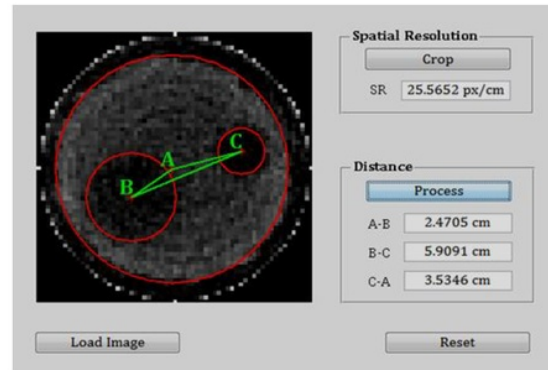 Spatial Resolution
Crop
SR 25.5652 px/cm
A
B
C
Distance
Process
A-B 2.4705 cm
B-C 5.9091 cm
C-A 3.5346 cm
Load Image
Reset